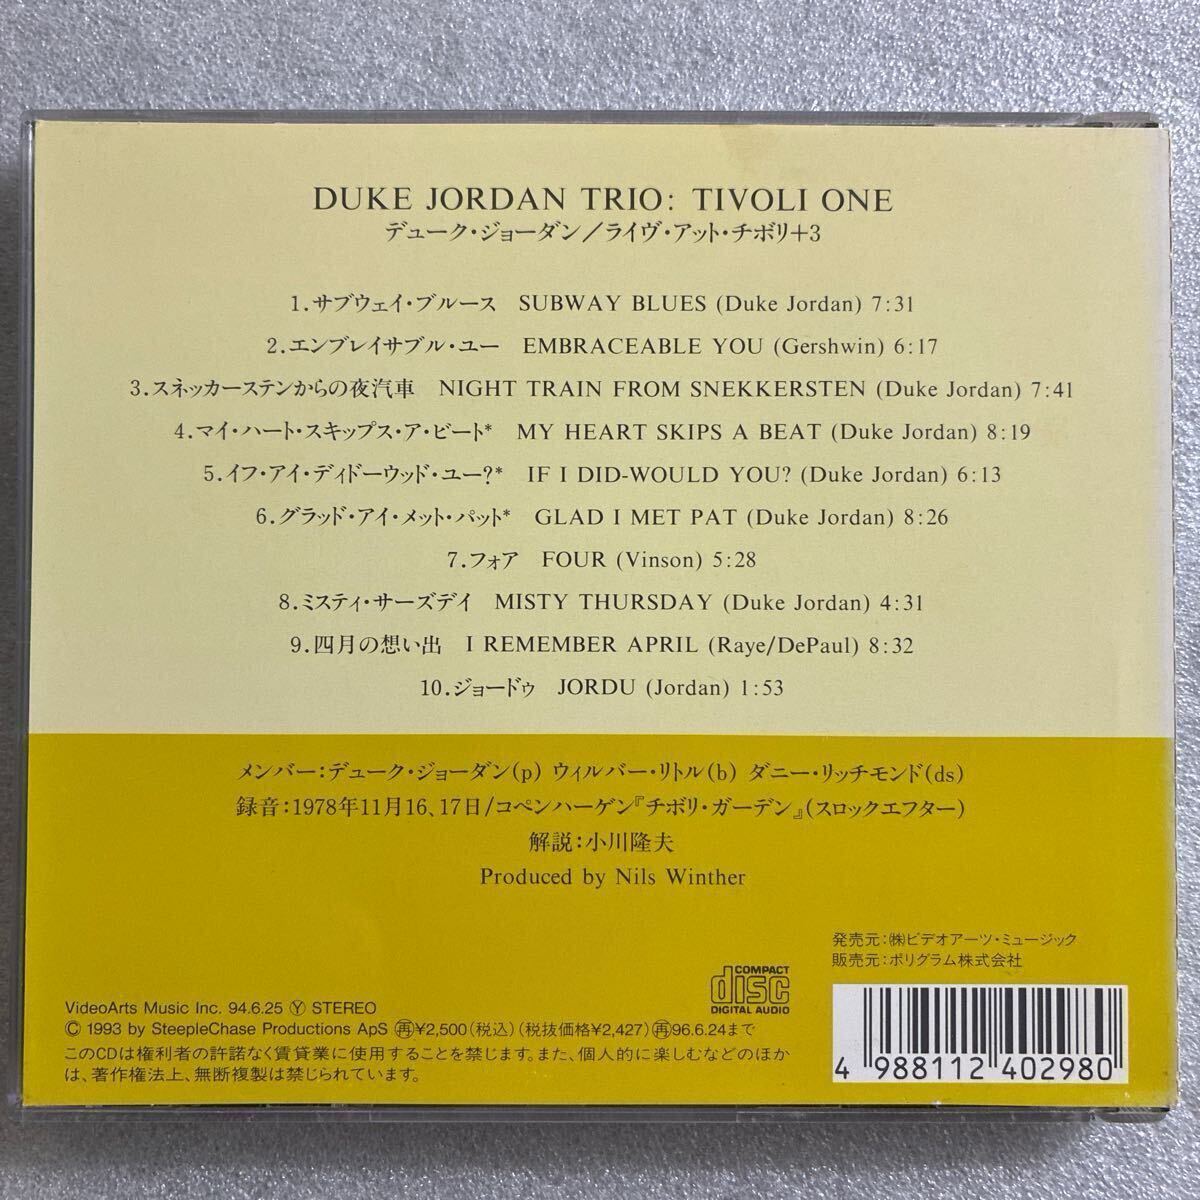 DUKE JORDAN TRIO: TIVOLI ONE
デューク・ジョーダン/ライヴ・アット・チボリ+3
1.サブウェイ・ブルース SUBWAY BLUES (Duke Jordan) 7:31
2.エンブレイサブル・ユー EMBRACEABLE YOU (Gershwin) 6:17
3.スネッカーステンからの夜汽車 NIGHT TRAIN FROM SNEKKERSTEN (Duke Jordan) 7:41
4.マイ・ハート・スキップス・ア・ビート* MY HEART SKIPS A BEAT (Duke Jordan) 8:19
5.イフ・アイ・ディドーウッド・ユー?* IF I DID-WOULD YOU? (Duke Jordan) 6:13
6.グラッド・アイ・メット・パット* GLAD I MET PAT (Duke Jordan) 8:26
7.フォア FOUR (Vinson) 5:28
8.ミスティ・サーズデイ MISTY THURSDAY (Duke Jordan) 4:31
9.四月の想い出 I REMEMBER APRIL (Raye/DePaul) 8:32
10.ジョードゥ JORDU (Jordan) 1:53
メンバー:デューク・ジョーダン(p) ウィルバー・リトル(b) ダニー・リッチモンド(ds)
録音:1978年11月16、17日/コペンハーゲン『チボリ・ガーデン』(スロックエフター)
解説:小川隆夫
Produced by Nils Winther
発売元:㈱ビデオアーツ・ミュージック
販売元:ポリグラム株式会社
COMPACT
disc
DIGITAL AUDIO
VideoArts Music Inc. 94.6.25 Ⓨ STEREO
© 1993 by SteepleChase Productions ApS ㊢¥2,500(税込)(税抜価格¥2,427)㊢96.6.24まで
このCDは権利者の許諾なく賃貸業に使用することを禁じます。また、個人的に楽しむなどのほか
は、著作権法上、無断複製は禁じられています。
4 988112 402980